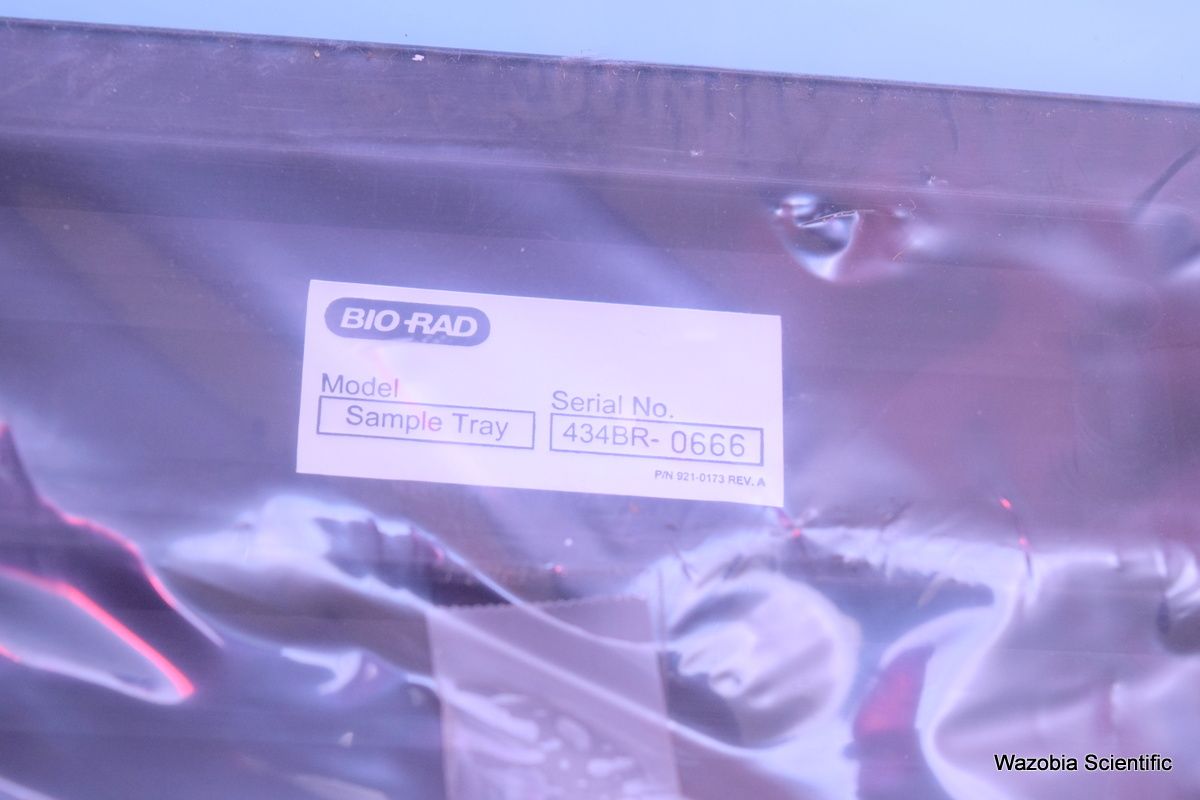 BIO-RAD
Model
Sample Tray
Serial No.
434BR- 0666
P/N 921-0173 REV. A
Wazobia Scientific